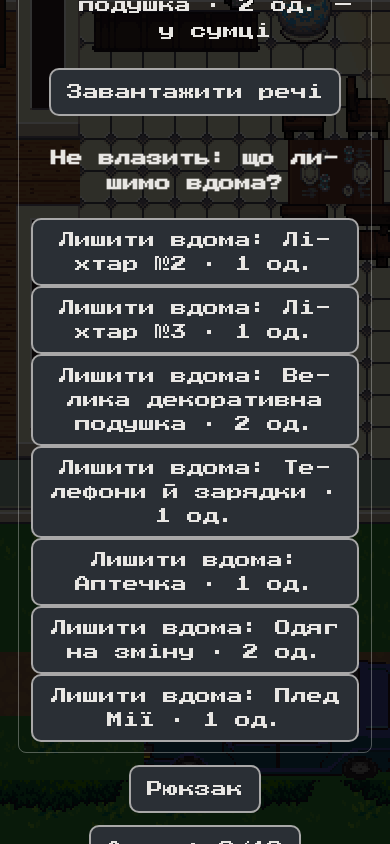 подушка · 2 од. —
у сумці
Завантажити речі
Не влазить: що ли-
шимо вдома?
Лишити вдома: Лі-
хтар №2 · 1 од.
Лишити вдома: Лі-
хтар №3 · 1 од.
Лишити вдома: Ве-
лика декоративна
подушка · 2 од.
Лишити вдома: Те-
лефони й зарядки ·
1 од.
Лишити вдома:
Аптечка · 1 од.
Лишити вдома: Одяг
на зміну · 2 од.
Лишити вдома: Плед
Мії · 1 од.
Рюкзак